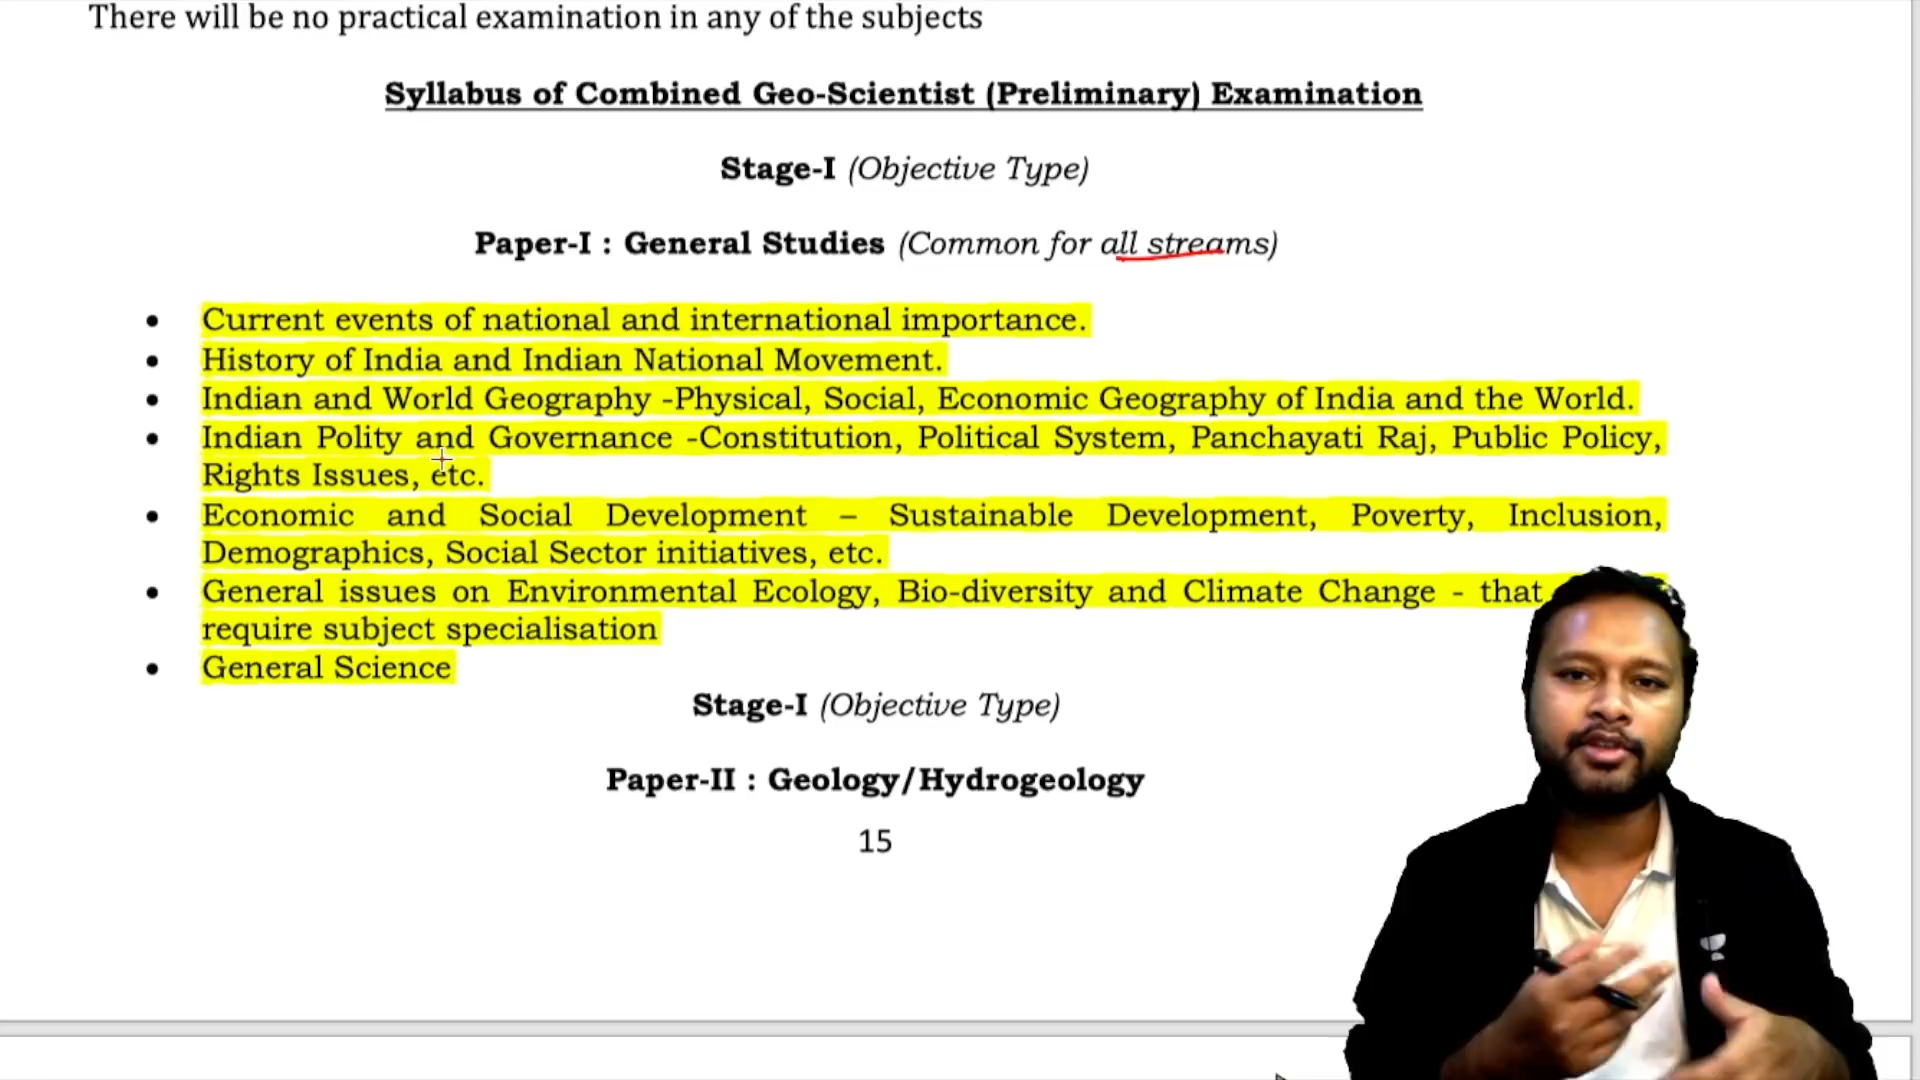 There will be no practical examination in any of the subjects
Syllabus of Combined Geo-Scientist (Preliminary) Examination
Stage-I (Objective Type)
Paper-I : General Studies (Common for all streams)
• Current events of national and international importance.
• History of India and Indian National Movement.
• Indian and World Geography -Physical, Social, Economic Geography of India and the World.
• Indian Polity and Governance -Constitution, Political System, Panchayati Raj, Public Policy,
Rights Issues, etc.
• Economic and Social Development – Sustainable Development, Poverty, Inclusion,
Demographics, Social Sector initiatives, etc.
• General issues on Environmental Ecology, Bio-diversity and Climate Change - that
require subject specialisation
• General Science
Stage-I (Objective Type)
Paper-II : Geology/Hydrogeology
15